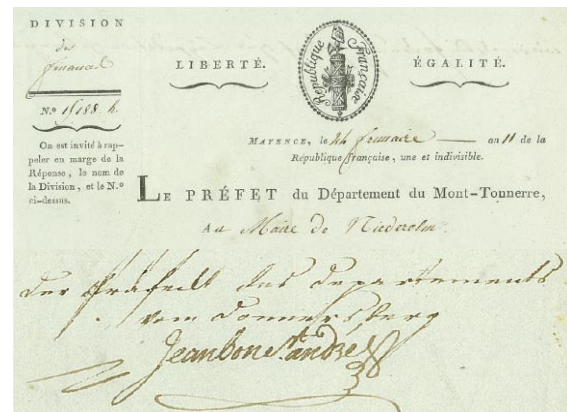 DIVISION
des
finances
N.º 15188. h.
On est invité à rap-
peler en marge de la
Réponse, le nom de
la Division, et le N.º
ci-dessus.
LIBERTÉ.
République Française
ÉGALITÉ.
MAYENCE, le 24 frimaire an 11 de la
République française, une et indivisible.
LE PRÉFET du Département du Mont-Tonnerre,
Au Maire de Niederolm
Der Präfect des Departements
vom Donnersberg
Jeanbon St. André